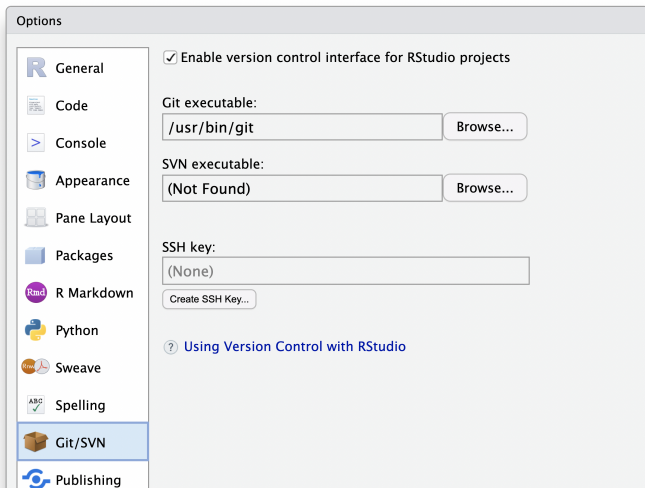 Options
General
Code
Console
Appearance
Pane Layout
Packages
Rmd R Markdown
Python
Sweave
ABC Spelling
Git/SVN
Publishing
Enable version control interface for RStudio projects
Git executable:
/usr/bin/git Browse...
SVN executable:
(Not Found) Browse...
SSH key:
(None)
Create SSH Key...
? Using Version Control with RStudio